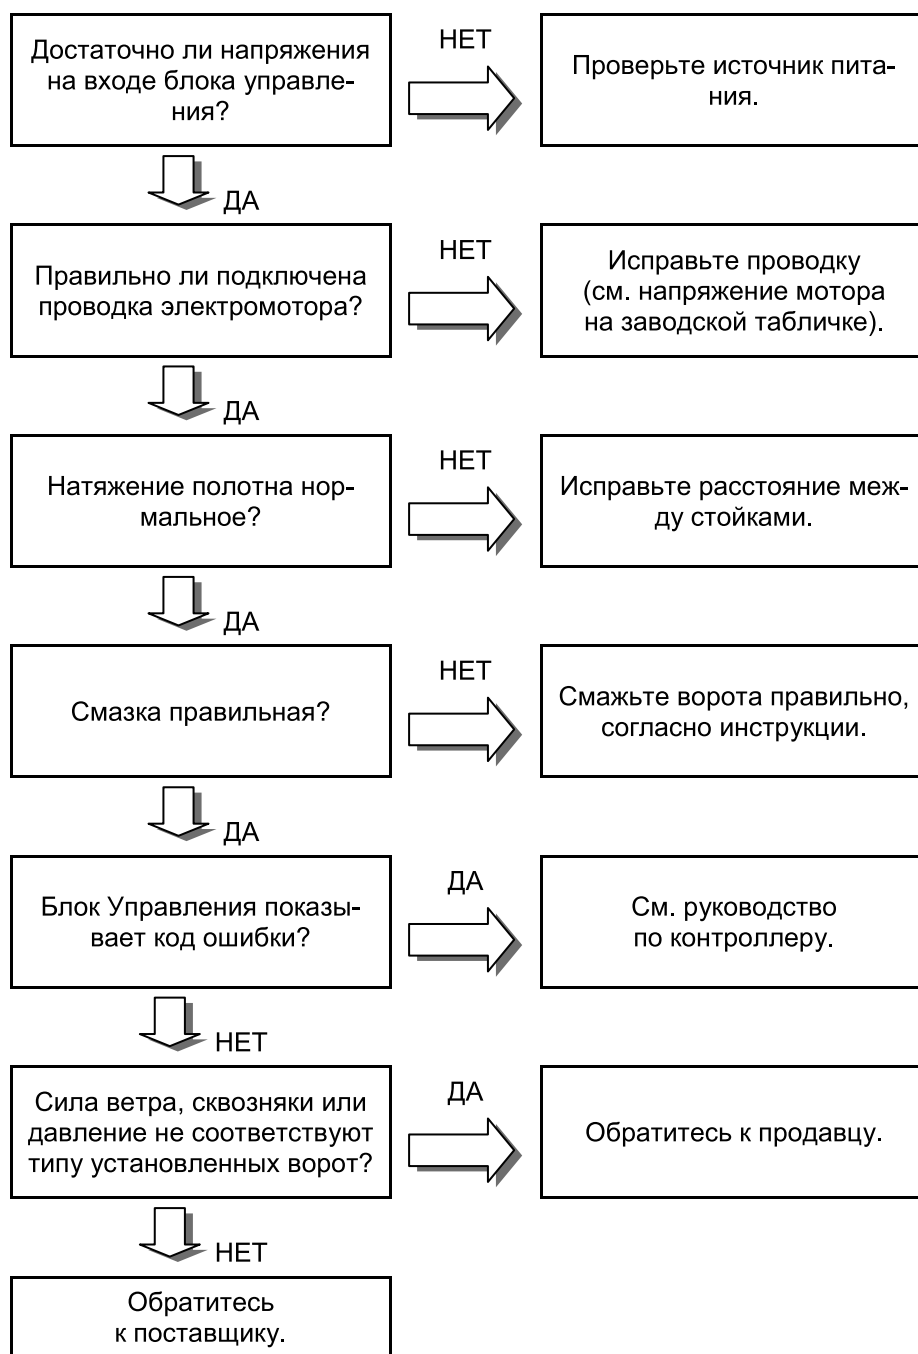 Достаточно ли напряжения
на входе блока управле-
ния?
НЕТ
Проверьте источник пита-
ния.
ДА
Правильно ли подключена
проводка электромотора?
НЕТ
Исправьте проводку
(см. напряжение мотора
на заводской табличке).
ДА
Натяжение полотна нор-
мальное?
НЕТ
Исправьте расстояние меж-
ду стойками.
ДА
Смазка правильная?
НЕТ
Смажьте ворота правильно,
согласно инструкции.
ДА
Блок Управления показы-
вает код ошибки?
ДА
См. руководство
по контроллеру.
НЕТ
Сила ветра, сквозняки или
давление не соответствуют
типу установленных ворот?
ДА
Обратитесь к продавцу.
НЕТ
Обратитесь
к поставщику.